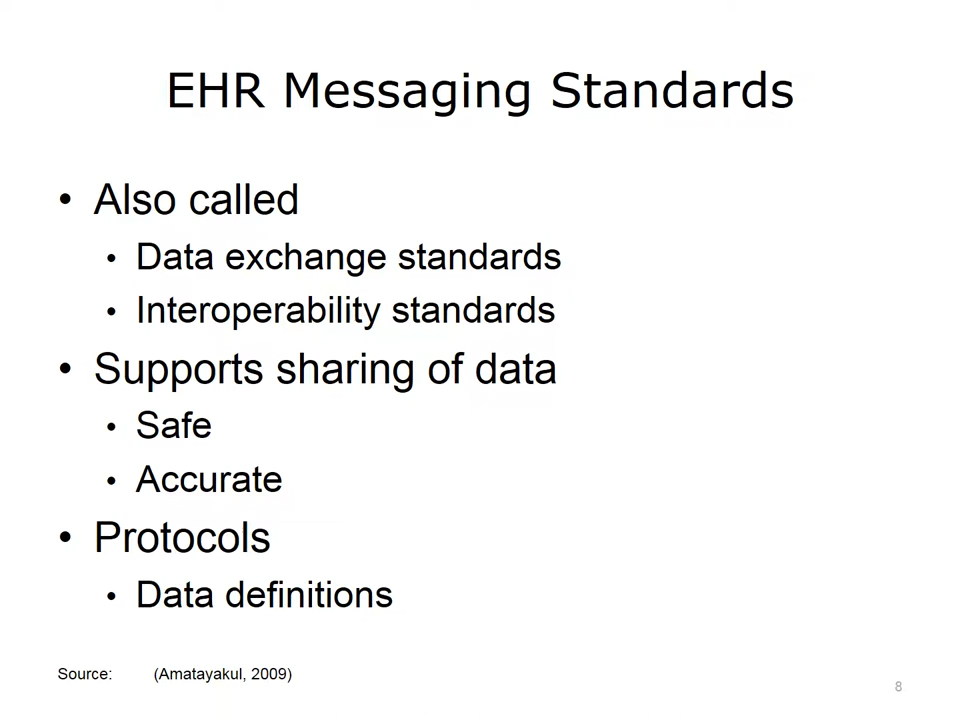 EHR Messaging Standards
• Also called
• Data exchange standards
• Interoperability standards
• Supports sharing of data
• Safe
• Accurate
• Protocols
• Data definitions
Source: (Amatayakul, 2009)
8